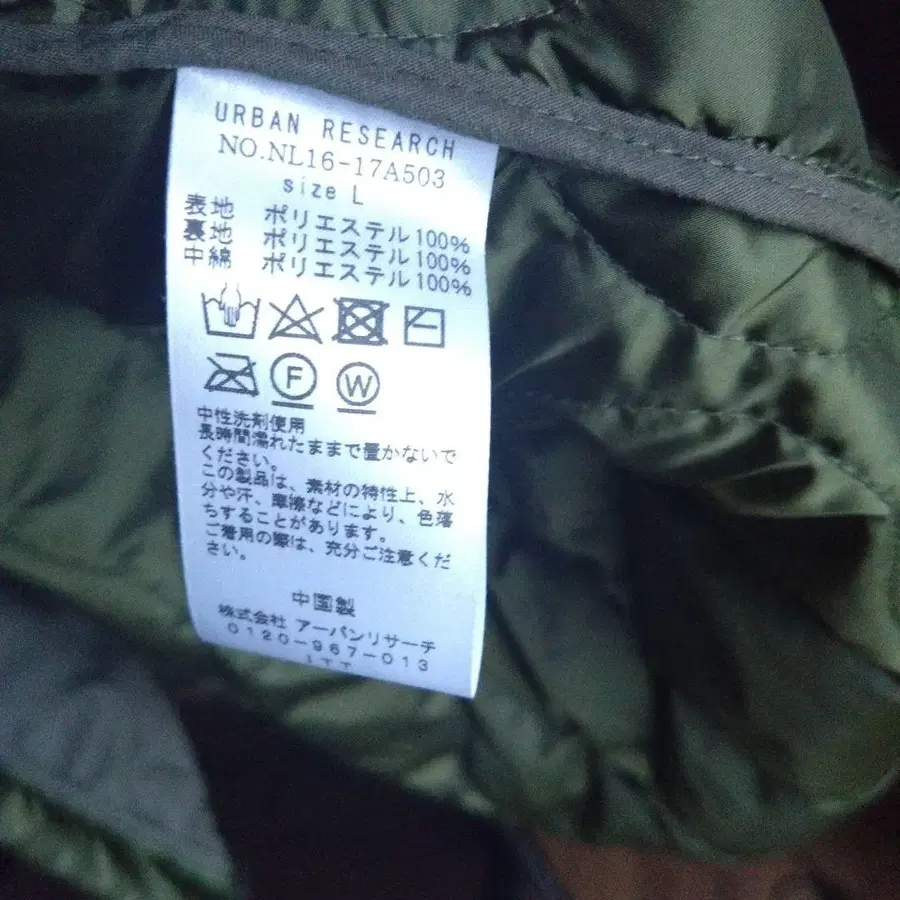 URBAN RESEARCH
NO.NL16-17A503
size L
表地 ポリエステル100%
裏地 ポリエステル100%
中綿 ポリエステル100%
F
W
中性洗剤使用
長時間濡れたままで置かないで
ください。
この製品は、素材の特性上、水
分や汗、摩擦などにより、色落
ちすることがあります。
ご着用の際は、充分ご注意くだ
さい。
中国製
株式会社 アーバンリサーチ
0120-967-013
ITT